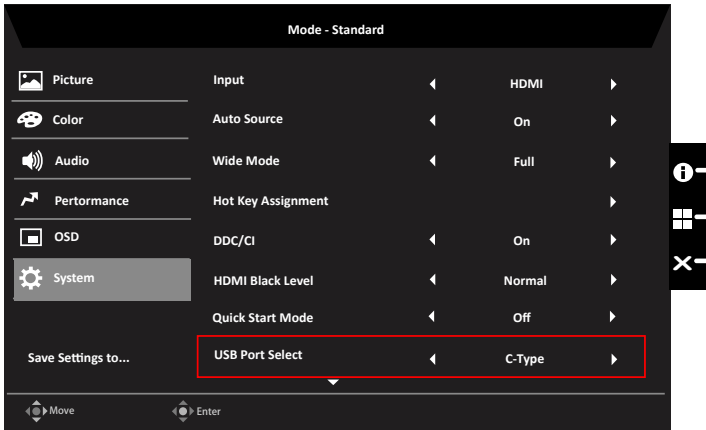 Mode - Standard
Picture
Input HDMI
Color
Auto Source On
Audio
Wide Mode Full
Pertormance
Hot Key Assignment
OSD
DDC/CI On
System
HDMI Black Level Normal
Quick Start Mode Off
Save Settings to...
USB Port Select C-Type
Move Enter